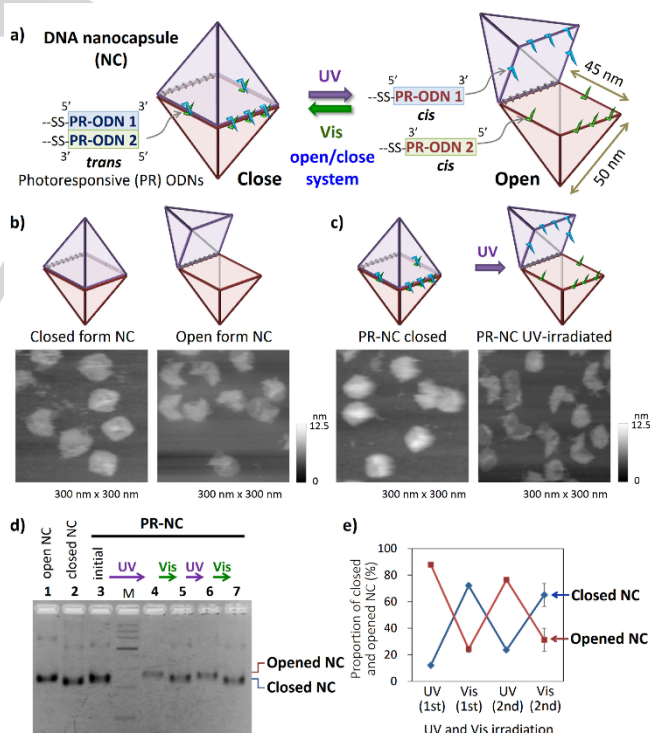 a)
DNA nanocapsule
(NC)
5’ 3’
--SS-PR-ODN 1
--SS-PR-ODN 2
3’ trans 5’
Photoresponsive (PR) ODNs
Close
UV
Vis
open/close
system
5’ 3’
--SS-PR-ODN 1
cis
3’ 5’
--SS-PR-ODN 2
cis
Open
45 nm
50 nm
b)
Closed form NC
Open form NC
300 nm x 300 nm
300 nm x 300 nm
nm
12.5
0
c)
UV
PR-NC closed
PR-NC UV-irradiated
300 nm x 300 nm
300 nm x 300 nm
nm
12.5
0
d)
PR-NC
open NC
closed NC
initial
UV
Vis
UV
Vis
1 2 3 M 4 5 6 7
Opened NC
Closed NC
e)
Proportion of closed
and opened NC (%)
100
80
60
40
20
0
Closed NC
Opened NC
UV Vis UV Vis
(1st) (1st) (2nd) (2nd)
UV and Vis irradiation